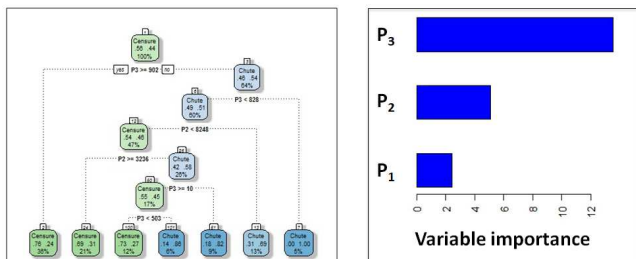 1
Censure
.56 .44
100%
yes
P3 >= 902
no
3
Chute
.46 .54
64%
P3 < 828
6
Chute
.49 .51
60%
P2 < 8248
12
Censure
.54 .46
47%
P2 >= 3236
25
Chute
.42 .58
26%
P3 >= 10
50
Censure
.55 .45
17%
P3 < 503
2
Censure
.76 .24
36%
24
Censure
.69 .31
21%
100
Censure
.73 .27
12%
Chute
.14 .86
6%
51
Chute
.18 .82
9%
13
Chute
.31 .69
13%
7
Chute
.00 1.00
5%
P3
P2
P1
0 2 4 6 8 10 12
Variable importance